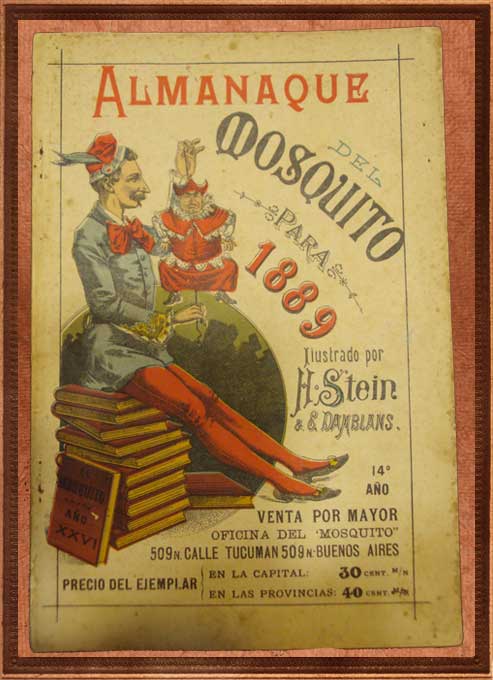 ALMANAQUE
DEL
MOSQUITO
PARA
1889
Ilustrado por
H. Stein
& E. DAMBLANS.
14º
AÑO
VENTA POR MAYOR
OFICINA DEL "MOSQUITO"
509 N. CALLE TUCUMAN 509 N. BUENOS AIRES
PRECIO DEL EJEMPLAR
EN LA CAPITAL: 30 CENT. M/N
EN LAS PROVINCIAS: 40 CENT. M/N
MOSQUITO
AÑO
XXVI